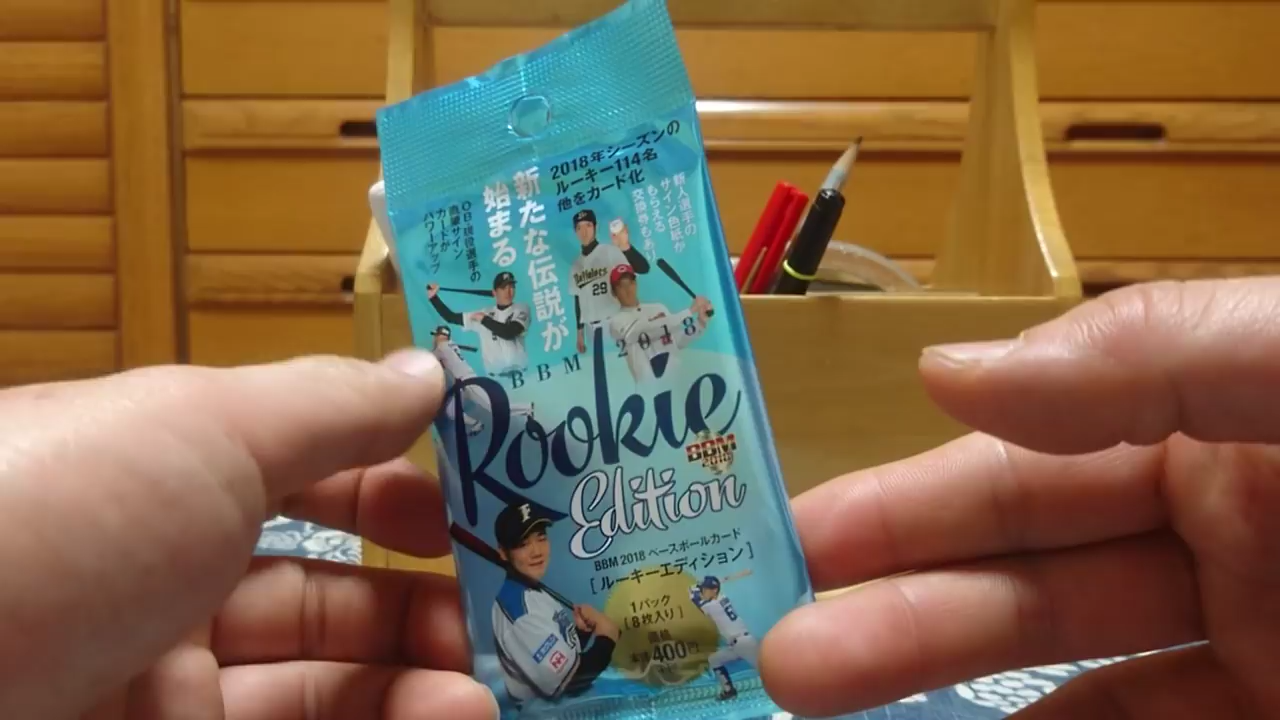 2018年シーズンの
ルーキー114名
他をカード化
新人選手の
サイン色紙が
もらえる
交換券もあり
新たな伝説が
始まる
OB・現役選手の
直筆サイン
カードが
パワーアップ
29
BBM 2018
Rookie
Edition
BBM
2018
F
BBM 2018 ベースボールカード
[ルーキーエディション]
1パック
[8枚入り]
価格
400円
6